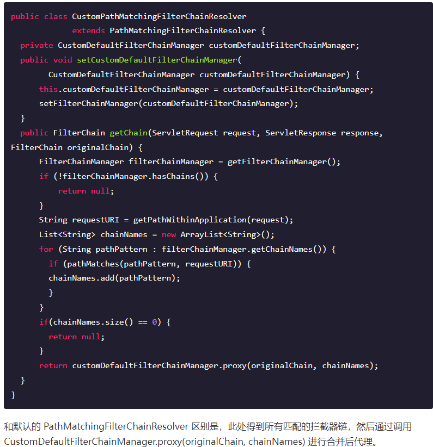 public class CustomPathMatchingFilterChainResolver
extends PathMatchingFilterChainResolver {
private CustomDefaultFilterChainManager customDefaultFilterChainManager;
public void setCustomDefaultFilterChainManager(
CustomDefaultFilterChainManager customDefaultFilterChainManager) {
this.customDefaultFilterChainManager = customDefaultFilterChainManager;
setFilterChainManager(customDefaultFilterChainManager);
}
public FilterChain getChain(ServletRequest request, ServletResponse response,
FilterChain originalChain) {
FilterChainManager filterChainManager = getFilterChainManager();
if (!filterChainManager.hasChains()) {
return null;
}
String requestURI = getPathWithinApplication(request);
List<String> chainNames = new ArrayList<String>();
for (String pathPattern : filterChainManager.getChainNames()) {
if (pathMatches(pathPattern, requestURI)) {
chainNames.add(pathPattern);
}
}
if(chainNames.size() == 0) {
return null;
}
return customDefaultFilterChainManager.proxy(originalChain, chainNames);
}
}
和默认的 PathMatchingFilterChainResolver 区别是，此处得到所有匹配的拦截器链，然后通过调用
CustomDefaultFilterChainManager.proxy(originalChain, chainNames) 进行合并后代理。